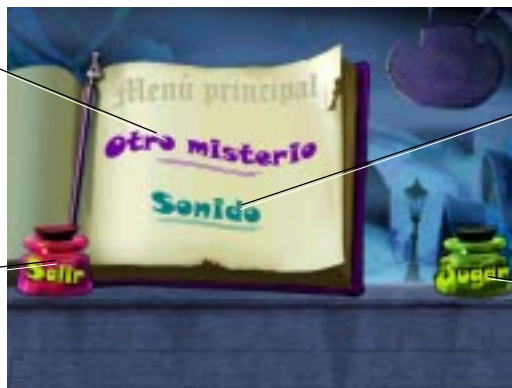 Menú principal
Otro misterio
Sonido
Salir
Jugar